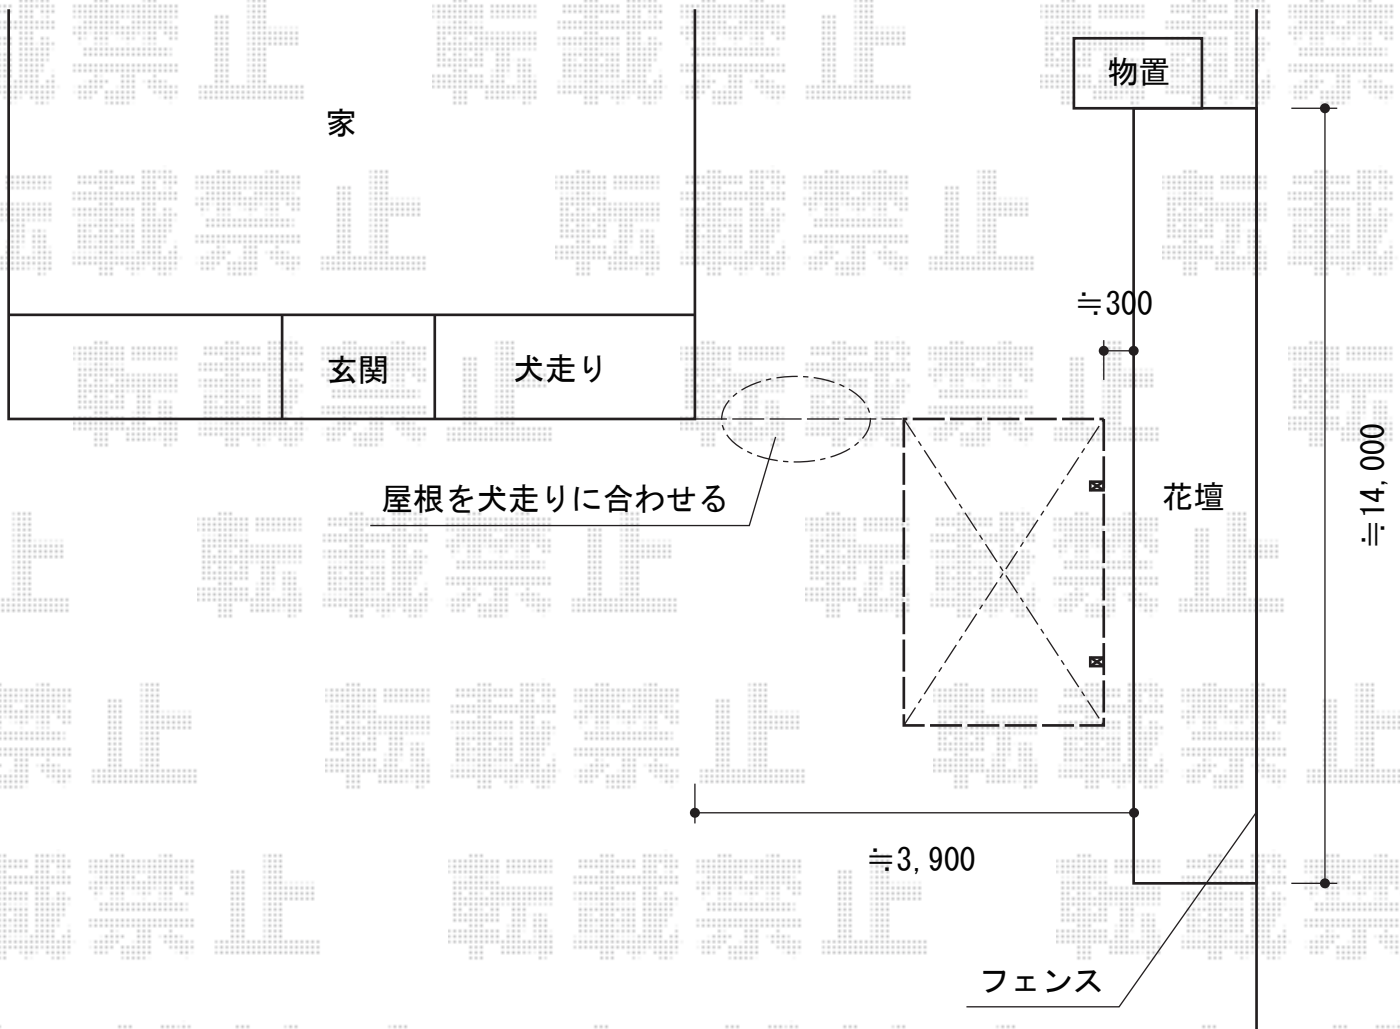 物置
家
≒300
玄関
犬走り
屋根を犬走りに合わせる
花壇
≒14,000
≒3,900
フェンス
転載禁止